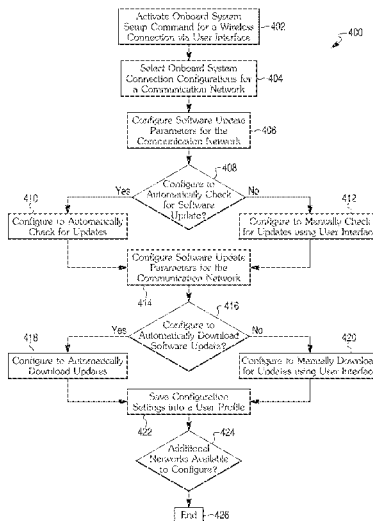 Activate Onboard System
Setup Command for a Wireless
Connection via User Interface
402
400
Select Onboard System
Connection Configurations for
a Communication Network
404
Configure Software Update
Parameters for the
Communication Network
406
408
Yes
Configure to
Automatically Check
for Software
Update?
No
410
412
Configure to Automatically
Check for Updates
Configure to Manually Check
for Updates using User Interface
Configure Software Update
Parameters for the
Communication Network
414
416
Yes
Configure to
Automatically Download
Software Update?
No
418
420
Configure to Automatically
Download Updates
Configure to Manually Download
for Updates using User Interface
Save Configuration
Settings into a User Profile
422
424
Additional
Networks Available
to Configure?
End
426